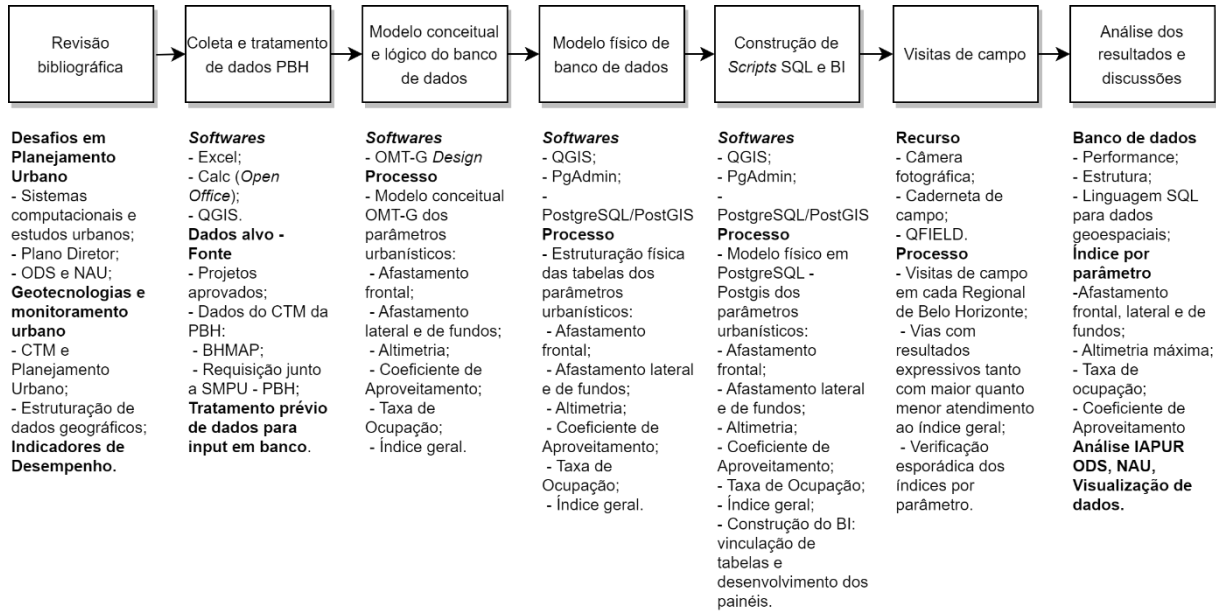 Revisão
bibliográfica
Coleta e tratamento
de dados PBH
Modelo conceitual
e lógico do banco
de dados
Modelo físico de
banco de dados
Construção de
Scripts SQL e BI
Visitas de campo
Análise dos
resultados e
discussões
Desafios em
Planejamento
Urbano
- Sistemas
computacionais e
estudos urbanos;
- Plano Diretor;
- ODS e NAU;
Geotecnologias e
monitoramento
urbano
- CTM e
Planejamento
Urbano;
- Estruturação de
dados geográficos;
Indicadores de
Desempenho.
Softwares
- Excel;
- Calc (Open
Office);
- QGIS.
Dados alvo -
Fonte
- Projetos
aprovados;
- Dados do CTM da
PBH:
- BHMAP;
- Requisição junto
a SMPU - PBH;
Tratamento prévio
de dados para
input em banco.
Softwares
- OMT-G Design
Processo
- Modelo conceitual
OMT-G dos
parâmetros
urbanísticos:
- Afastamento
frontal;
- Afastamento
lateral e de fundos;
- Altimetria;
- Coeficiente de
Aproveitamento;
- Taxa de
Ocupação;
- Índice geral.
Softwares
- QGIS;
- PgAdmin;
-
PostgreSQL/PostGIS
Processo
- Estruturação física
das tabelas dos
parâmetros
urbanísticos:
- Afastamento
frontal;
- Afastamento lateral
e de fundos;
- Altimetria;
- Coeficiente de
Aproveitamento;
- Taxa de
Ocupação;
- Índice geral.
Softwares
- QGIS;
- PgAdmin;
-
PostgreSQL/PostGIS
Processo
- Modelo físico em
PostgreSQL -
Postgis dos
parâmetros
urbanísticos:
- Afastamento
frontal;
- Afastamento lateral
e de fundos;
- Altimetria;
- Coeficiente de
Aproveitamento;
- Taxa de Ocupação;
- Índice geral;
- Construção do BI:
vinculação de
tabelas e
desenvolvimento dos
painéis.
Recurso
- Câmera
fotográfica;
- Caderneta de
campo;
- QFIELD.
Processo
- Visitas de campo
em cada Regional
de Belo Horizonte;
- Vias com
resultados
expressivos tanto
com maior quanto
menor atendimento
ao índice geral;
- Verificação
esporádica dos
índices por
parâmetro.
Banco de dados
- Performance;
- Estrutura;
- Linguagem SQL
para dados
geoespaciais;
Índice por
parâmetro
-Afastamento
frontal, lateral e de
fundos;
- Altimetria máxima;
- Taxa de
ocupação;
- Coeficiente de
Aproveitamento
Análise IAPUR
ODS, NAU,
Visualização de
dados.